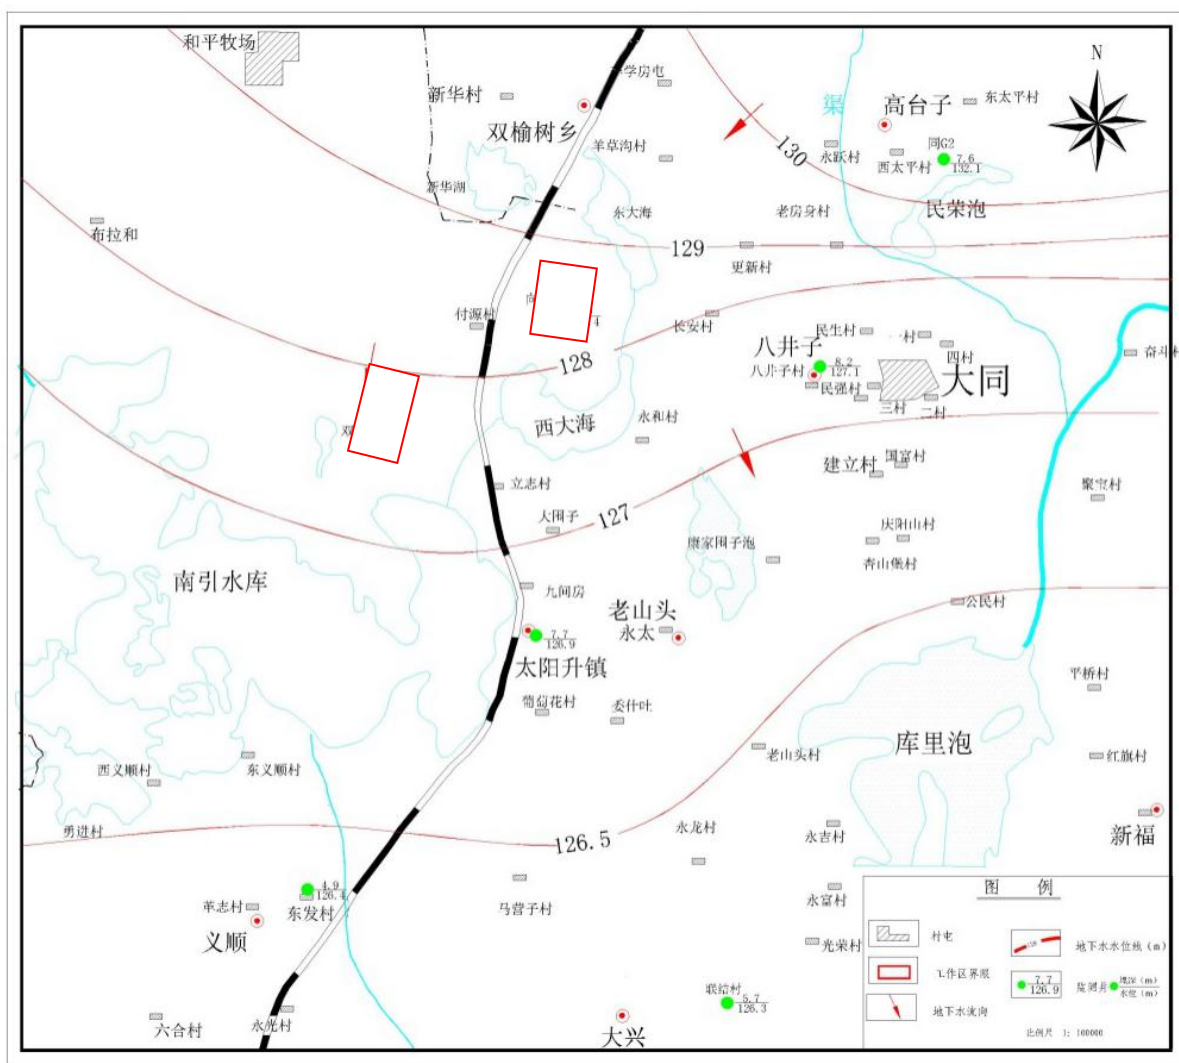 和平牧场
N
新华村
双榆树乡
渠
高台子
东太平村
羊草沟村
130
永跃村
同G2
7.6
132.1
西太平村
新华湖
东大海
老房身村
民荣泡
布拉和
129
更新村
付源村
长安村
民生村
一村
四村
奋斗村
128
八井子
8.2
127.1
八井子村
民强村
大同
三村
二村
双
西大海
永和村
建立村
国富村
立志村
聚宝村
大围子
127
庆阳山村
康家围子泡
杏山堡村
南引水库
九间房
老山头
永太
公民村
7.7
126.9
太阳升镇
平桥村
葡萄花村
委什吐
库里泡
西义顺村
东义顺村
老山头村
红旗村
勇进村
126.5
永龙村
永吉村
新福
4.9
126.4
革志村
东发村
义顺
马营子村
永富村
光荣村
联结村
5.7
126.3
六合村
永光村
大兴
图 例
村屯
地下水水位线（m）
工作区界限
7.7
126.9
监测井
埋深（m）
水位（m）
地下水流向
比例尺 1: 100000